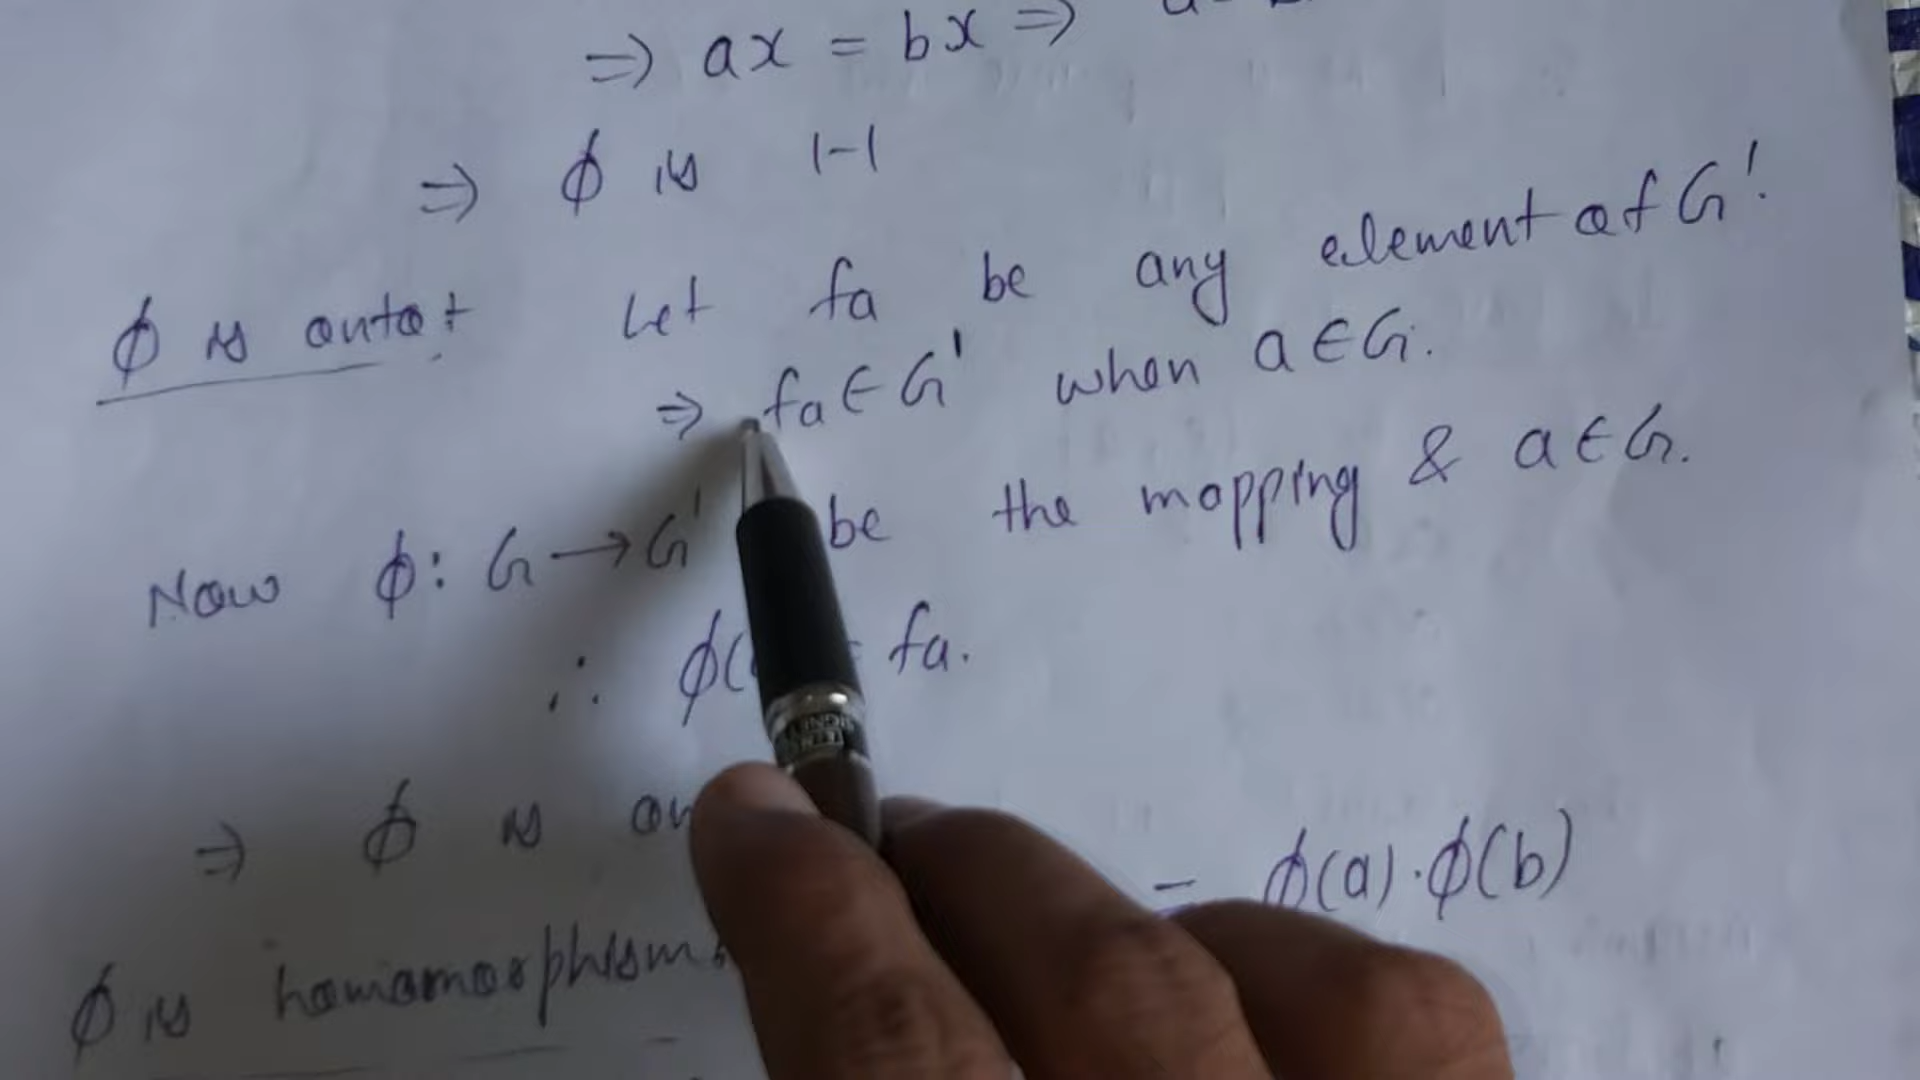 ⇒ ax = bx ⇒
⇒ ϕ is 1-1
ϕ is onto: Let fa be any element of G'.
⇒ fa ∈ G' when a ∈ G.
Now ϕ: G → G' be the mapping & a ∈ G.
∴ ϕ( = fa.
⇒ ϕ is
= ϕ(a)·ϕ(b)
ϕ is homomorphism: